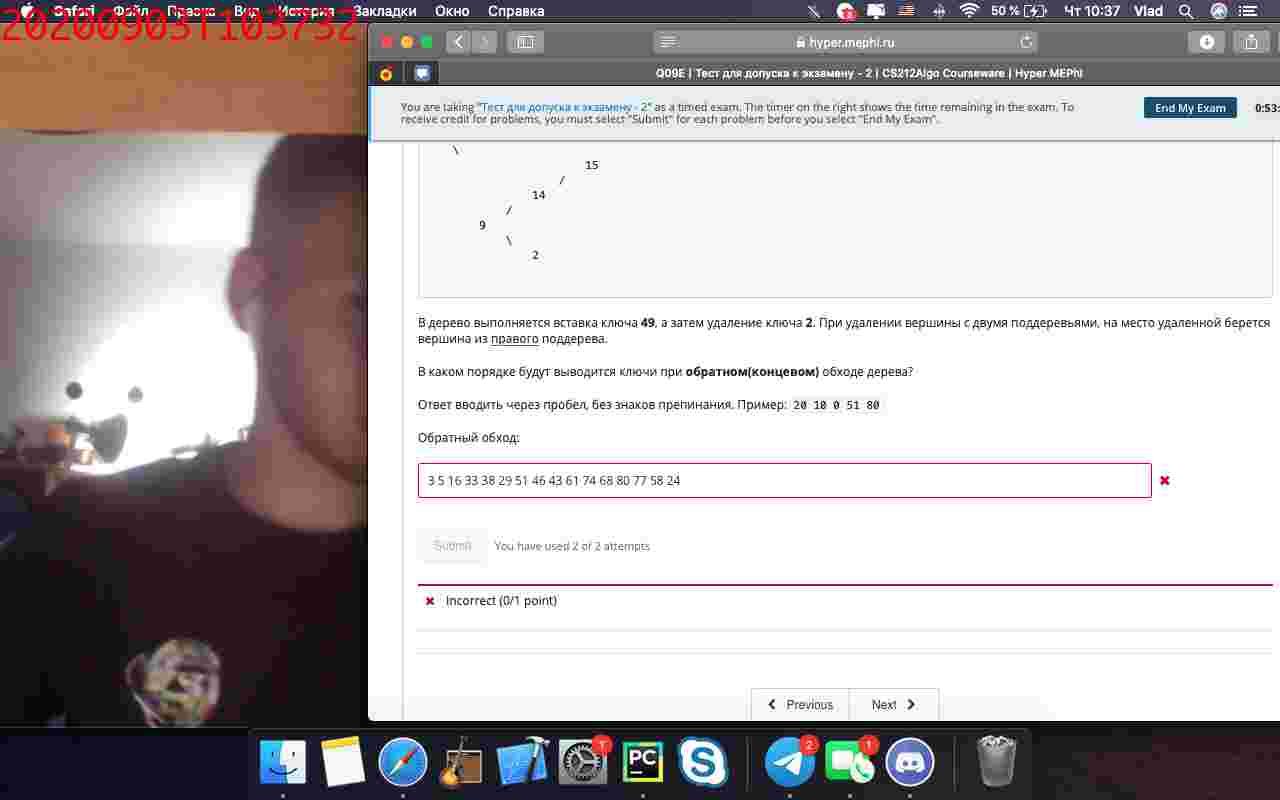 Safari Файл Правка Вид История Закладки Окно Справка 50 % Чт 10:37 Vlad
20200903T103732
hyper.mephi.ru
Q09E | Тест для допуска к экзамену - 2 | CS212Algo Courseware | Hyper.MEPhI
You are taking "Тест для допуска к экзамену - 2" as a timed exam. The timer on the right shows the time remaining in the exam. To
receive credit for problems, you must select "Submit" for each problem before you select "End My Exam".
End My Exam
0:53:
\
15
/
14
/
9
\
2
В дерево выполняется вставка ключа 49, а затем удаление ключа 2. При удалении вершины с двумя поддеревьями, на место удаленной берется
вершина из правого поддерева.
В каком порядке будут выводится ключи при обратном(концевом) обходе дерева?
Ответ вводить через пробел, без знаков препинания. Пример: 20 10 0 51 80
Обратный обход:
3 5 16 33 38 29 51 46 43 61 74 68 80 77 58 24
Submit You have used 2 of 2 attempts
Incorrect (0/1 point)
Previous Next
1 2 1
PC